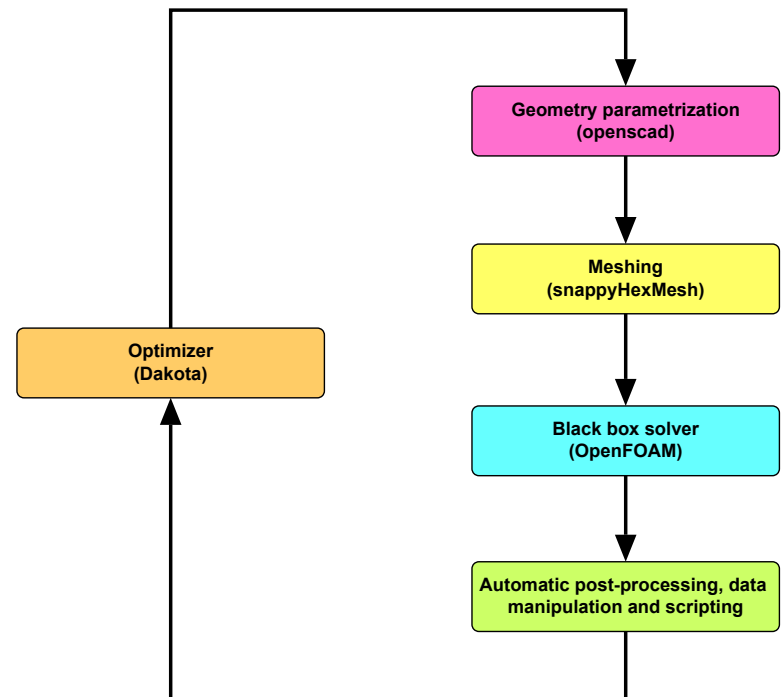 Geometry parametrization
(openscad)
Meshing
(snappyHexMesh)
Optimizer
(Dakota)
Black box solver
(OpenFOAM)
Automatic post-processing, data
manipulation and scripting